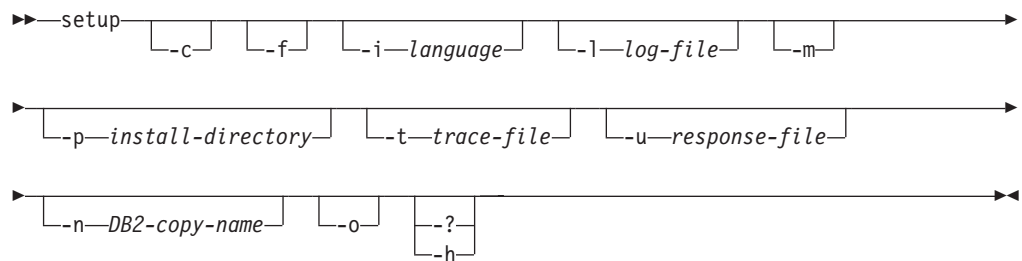 setup -c -f -i language -l log-file -m
-p install-directory -t trace-file -u response-file
-n DB2-copy-name -o -?
-h